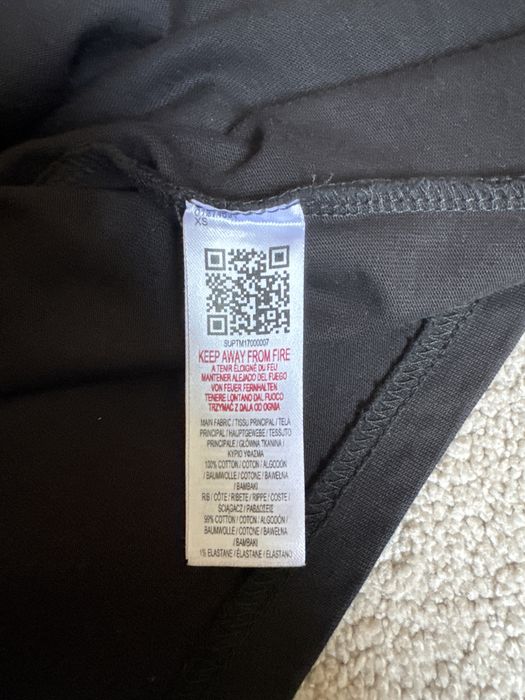 XS
SUPTM17000007
KEEP AWAY FROM FIRE
A TENIR ÉLOIGNÉ DU FEU
MANTENER ALEJADO DEL FUEGO
VON FEUER FERNHALTEN
TENERE LONTANO DAL FUOCO
TRZYMAĆ Z DALA OD OGNIA
MAIN FABRIC / TISSU PRINCIPAL / TELA
PRINCIPAL / HAUPTGEWEBE / TESSUTO
PRINCIPALE / GŁÓWNA TKANINA /
ΚΥΡΙΟ ΥΦΑΣΜΑ
100% COTTON / COTON / ALGODÓN
/ BAUMWOLLE / COTONE / BAWEŁNA
/ ΒΑΜΒΑΚΙ
RIB / CÔTE / RIBETE / RIPPE / COSTE /
ŚCIĄGACZ / ΡΑΒΔΩΣΕΙΣ
99% COTTON / COTON / ALGODÓN /
BAUMWOLLE / COTONE / BAWEŁNA
/ ΒΑΜΒΑΚΙ
1% ELASTANE / ÉLASTANE / ELASTANO